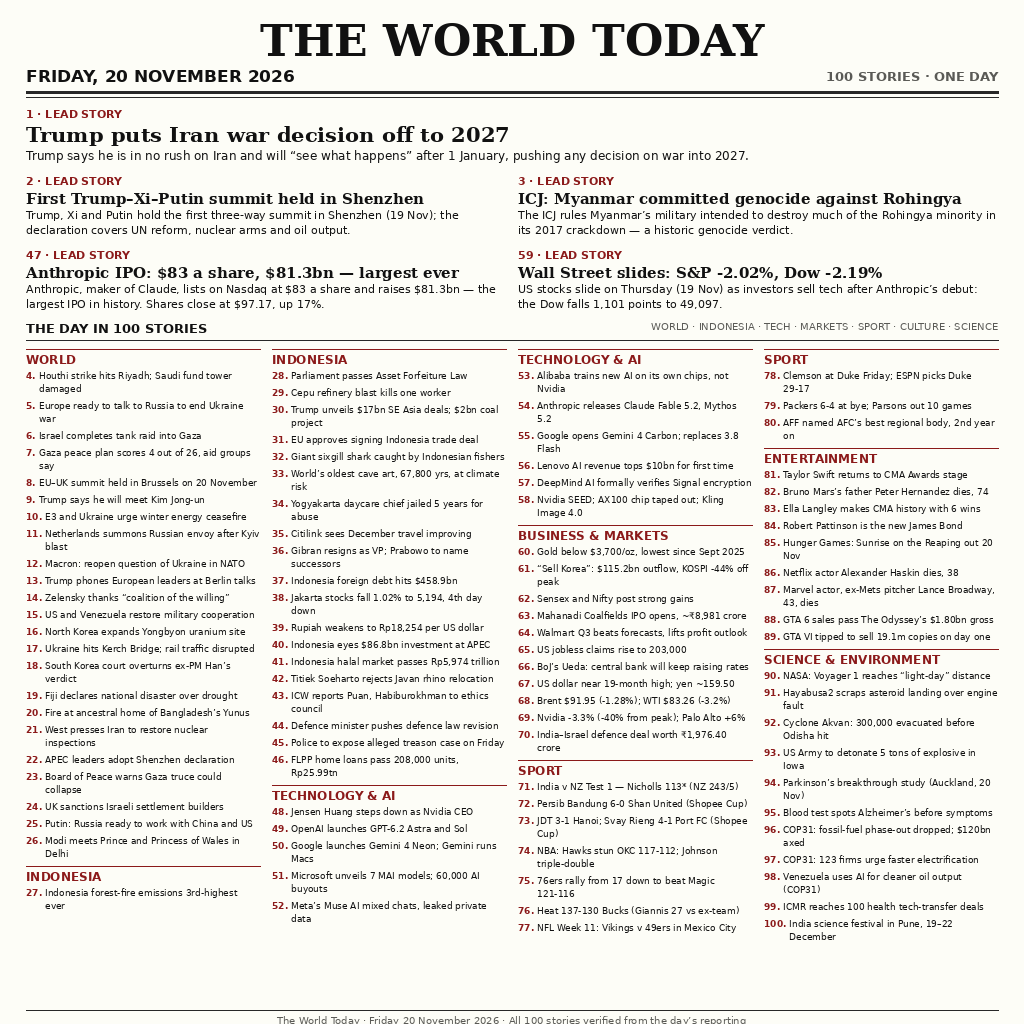 THE WORLD TODAY
FRIDAY, 20 NOVEMBER 2026
100 STORIES · ONE DAY
1 · LEAD STORY
Trump puts Iran war decision off to 2027
Trump says he is in no rush on Iran and will “see what happens” after 1 January, pushing any decision on war into 2027.
2 · LEAD STORY
First Trump–Xi–Putin summit held in Shenzhen
Trump, Xi and Putin hold the first three-way summit in Shenzhen (19 Nov); the
declaration covers UN reform, nuclear arms and oil output.
3 · LEAD STORY
ICJ: Myanmar committed genocide against Rohingya
The ICJ rules Myanmar’s military intended to destroy much of the Rohingya minority in
its 2017 crackdown — a historic genocide verdict.
47 · LEAD STORY
Anthropic IPO: $83 a share, $81.3bn — largest ever
Anthropic, maker of Claude, lists on Nasdaq at $83 a share and raises $81.3bn — the
largest IPO in history. Shares close at $97.17, up 17%.
59 · LEAD STORY
Wall Street slides: S&P -2.02%, Dow -2.19%
US stocks slide on Thursday (19 Nov) as investors sell tech after Anthropic’s debut:
the Dow falls 1,101 points to 49,097.
THE DAY IN 100 STORIES
WORLD · INDONESIA · TECH · MARKETS · SPORT · CULTURE · SCIENCE
WORLD
4. Houthi strike hits Riyadh; Saudi fund tower
damaged
5. Europe ready to talk to Russia to end Ukraine
war
6. Israel completes tank raid into Gaza
7. Gaza peace plan scores 4 out of 26, aid groups
say
8. EU–UK summit held in Brussels on 20 November
9. Trump says he will meet Kim Jong-un
10. E3 and Ukraine urge winter energy ceasefire
11. Netherlands summons Russian envoy after Kyiv
blast
12. Macron: reopen question of Ukraine in NATO
13. Trump phones European leaders at Berlin talks
14. Zelensky thanks “coalition of the willing”
15. US and Venezuela restore military cooperation
16. North Korea expands Yongbyon uranium site
17. Ukraine hits Kerch Bridge; rail traffic disrupted
18. South Korea court overturns ex-PM Han’s
verdict
19. Fiji declares national disaster over drought
20. Fire at ancestral home of Bangladesh’s Yunus
21. West presses Iran to restore nuclear
inspections
22. APEC leaders adopt Shenzhen declaration
23. Board of Peace warns Gaza truce could
collapse
24. UK sanctions Israeli settlement builders
25. Putin: Russia ready to work with China and US
26. Modi meets Prince and Princess of Wales in
Delhi
INDONESIA
27. Indonesia forest-fire emissions 3rd-highest
ever
INDONESIA
28. Parliament passes Asset Forfeiture Law
29. Cepu refinery blast kills one worker
30. Trump unveils $17bn SE Asia deals; $2bn coal
project
31. EU approves signing Indonesia trade deal
32. Giant sixgill shark caught by Indonesian fishers
33. World’s oldest cave art, 67,800 yrs, at climate
risk
34. Yogyakarta daycare chief jailed 5 years for
abuse
35. Citilink sees December travel improving
36. Gibran resigns as VP; Prabowo to name
successors
37. Indonesia foreign debt hits $458.9bn
38. Jakarta stocks fall 1.02% to 5,194, 4th day
down
39. Rupiah weakens to Rp18,254 per US dollar
40. Indonesia eyes $86.8bn investment at APEC
41. Indonesia halal market passes Rp5,974 trillion
42. Titiek Soeharto rejects Javan rhino relocation
43. ICW reports Puan, Habiburokhman to ethics
council
44. Defence minister pushes defence law revision
45. Police to expose alleged treason case on Friday
46. FLPP home loans pass 208,000 units,
Rp25.99tn
TECHNOLOGY & AI
48. Jensen Huang steps down as Nvidia CEO
49. OpenAI launches GPT-6.2 Astra and Sol
50. Google launches Gemini 4 Neon; Gemini runs
Macs
51. Microsoft unveils 7 MAI models; 60,000 AI
buyouts
52. Meta’s Muse AI mixed chats, leaked private
data
TECHNOLOGY & AI
53. Alibaba trains new AI on its own chips, not
Nvidia
54. Anthropic releases Claude Fable 5.2, Mythos
5.2
55. Google opens Gemini 4 Carbon; replaces 3.8
Flash
56. Lenovo AI revenue tops $10bn for first time
57. DeepMind AI formally verifies Signal encryption
58. Nvidia SEED; AX100 chip taped out; Kling
Image 4.0
BUSINESS & MARKETS
60. Gold below $3,700/oz, lowest since Sept 2025
61. “Sell Korea”: $115.2bn outflow, KOSPI -44% off
peak
62. Sensex and Nifty post strong gains
63. Mahanadi Coalfields IPO opens, ~₹8,981 crore
64. Walmart Q3 beats forecasts, lifts profit outlook
65. US jobless claims rise to 203,000
66. BoJ’s Ueda: central bank will keep raising rates
67. US dollar near 19-month high; yen ~159.50
68. Brent $91.95 (-1.28%); WTI $83.26 (-3.2%)
69. Nvidia -3.3% (-40% from peak); Palo Alto +6%
70. India–Israel defence deal worth ₹1,976.40
crore
SPORT
71. India v NZ Test 1 — Nicholls 113* (NZ 243/5)
72. Persib Bandung 6-0 Shan United (Shopee Cup)
73. JDT 3-1 Hanoi; Svay Rieng 4-1 Port FC (Shopee
Cup)
74. NBA: Hawks stun OKC 117-112; Johnson
triple-double
75. 76ers rally from 17 down to beat Magic
121-116
76. Heat 137-130 Bucks (Giannis 27 vs ex-team)
77. NFL Week 11: Vikings v 49ers in Mexico City
SPORT
78. Clemson at Duke Friday; ESPN picks Duke
29-17
79. Packers 6-4 at bye; Parsons out 10 games
80. AFF named AFC’s best regional body, 2nd year
on
ENTERTAINMENT
81. Taylor Swift returns to CMA Awards stage
82. Bruno Mars’s father Peter Hernandez dies, 74
83. Ella Langley makes CMA history with 6 wins
84. Robert Pattinson is the new James Bond
85. Hunger Games: Sunrise on the Reaping out 20
Nov
86. Netflix actor Alexander Haskin dies, 38
87. Marvel actor, ex-Mets pitcher Lance Broadway,
43, dies
88. GTA 6 sales pass The Odyssey’s $1.80bn gross
89. GTA VI tipped to sell 19.1m copies on day one
SCIENCE & ENVIRONMENT
90. NASA: Voyager 1 reaches “light-day” distance
91. Hayabusa2 scraps asteroid landing over engine
fault
92. Cyclone Akvan: 300,000 evacuated before
Odisha hit
93. US Army to detonate 5 tons of explosive in
Iowa
94. Parkinson’s breakthrough study (Auckland, 20
Nov)
95. Blood test spots Alzheimer’s before symptoms
96. COP31: fossil-fuel phase-out dropped; $120bn
axed
97. COP31: 123 firms urge faster electrification
98. Venezuela uses AI for cleaner oil output
(COP31)
99. ICMR reaches 100 health tech-transfer deals
100. India science festival in Pune, 19–22
December
The World Today · Friday 20 November 2026 · All 100 stories verified from the day’s reporting